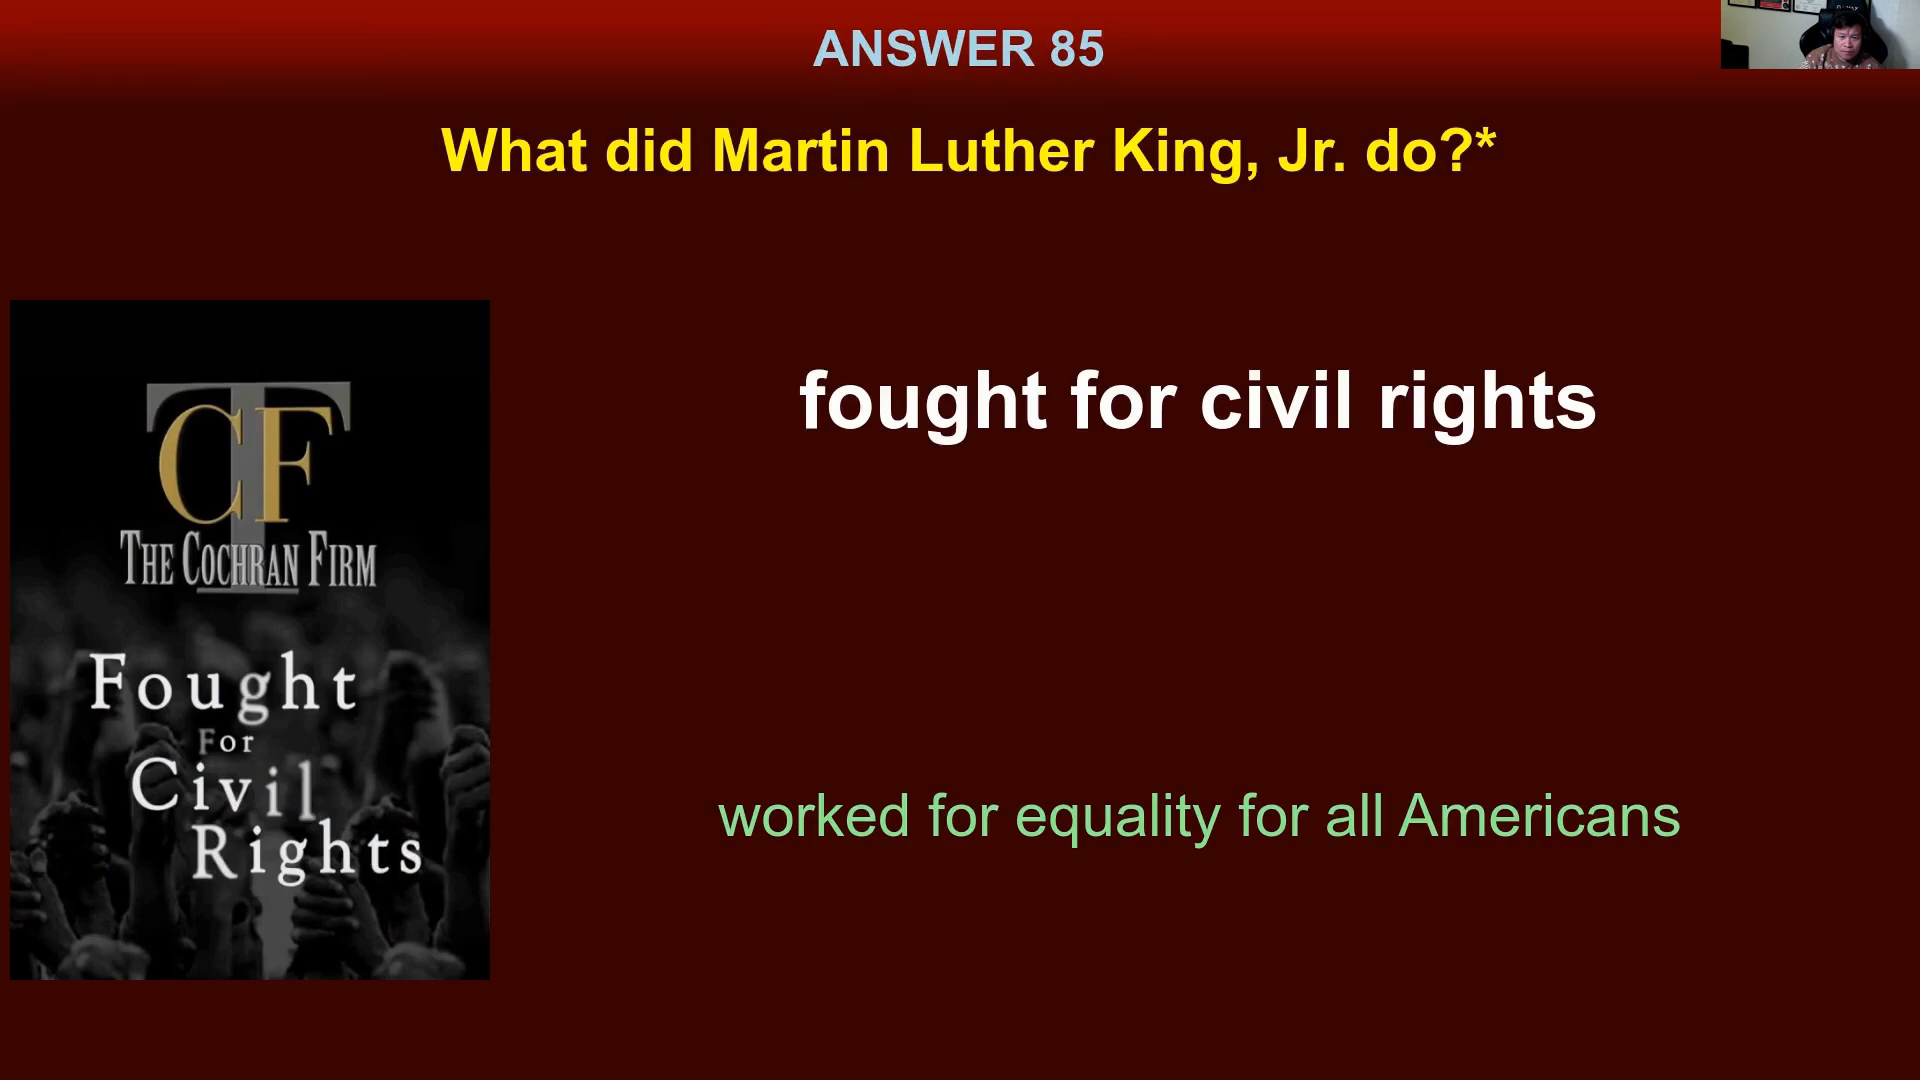 ANSWER 85
What did Martin Luther King, Jr. do?*
fought for civil rights
CF
THE COCHRAN FIRM
Fought
For
Civil
Rights
worked for equality for all Americans